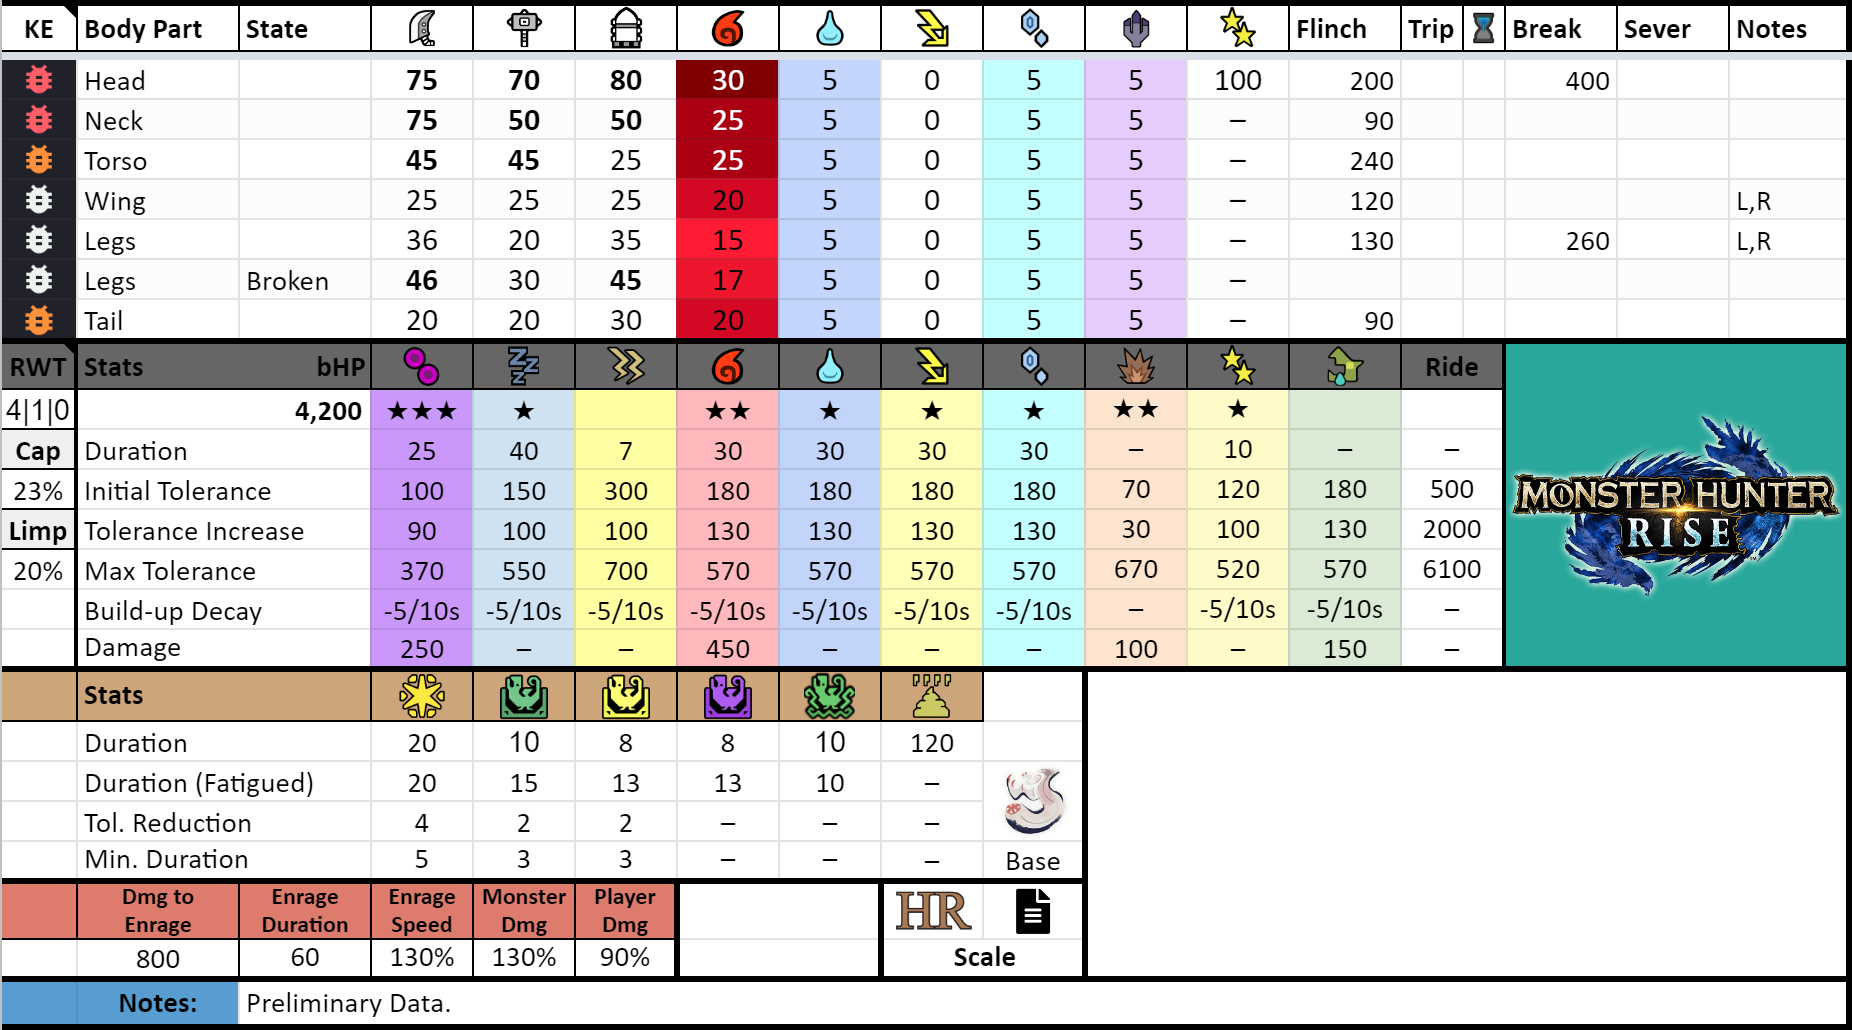 KE Body Part State Flinch Trip Break Sever Notes
Head 75 70 80 30 5 0 5 5 100 200 400
Neck 75 50 50 25 5 0 5 5 – 90
Torso 45 45 25 25 5 0 5 5 – 240
Wing 25 25 25 20 5 0 5 5 – 120 L,R
Legs 36 20 35 15 5 0 5 5 – 130 260 L,R
Legs Broken 46 30 45 17 5 0 5 5 –
Tail 20 20 30 20 5 0 5 5 – 90
RWT Stats bHP Ride
4|1|0 4,200 ★★★ ★ ★★ ★ ★ ★ ★★ ★
Cap Duration 25 40 7 30 30 30 30 – 10 – –
23% Initial Tolerance 100 150 300 180 180 180 180 70 120 180 500
Limp Tolerance Increase 90 100 100 130 130 130 130 30 100 130 2000
20% Max Tolerance 370 550 700 570 570 570 570 670 520 570 6100
Build-up Decay -5/10s -5/10s -5/10s -5/10s -5/10s -5/10s -5/10s – -5/10s -5/10s –
Damage 250 – – 450 – – – 100 – 150 –
MONSTER HUNTER
RISE
Stats
Duration 20 10 8 8 10 120
Duration (Fatigued) 20 15 13 13 10 –
Tol. Reduction 4 2 2 – – –
Min. Duration 5 3 3 – – – Base
Dmg to Enrage Enrage Monster Player
Enrage Duration Speed Dmg Dmg
HR
800 60 130% 130% 90% Scale
Notes: Preliminary Data.